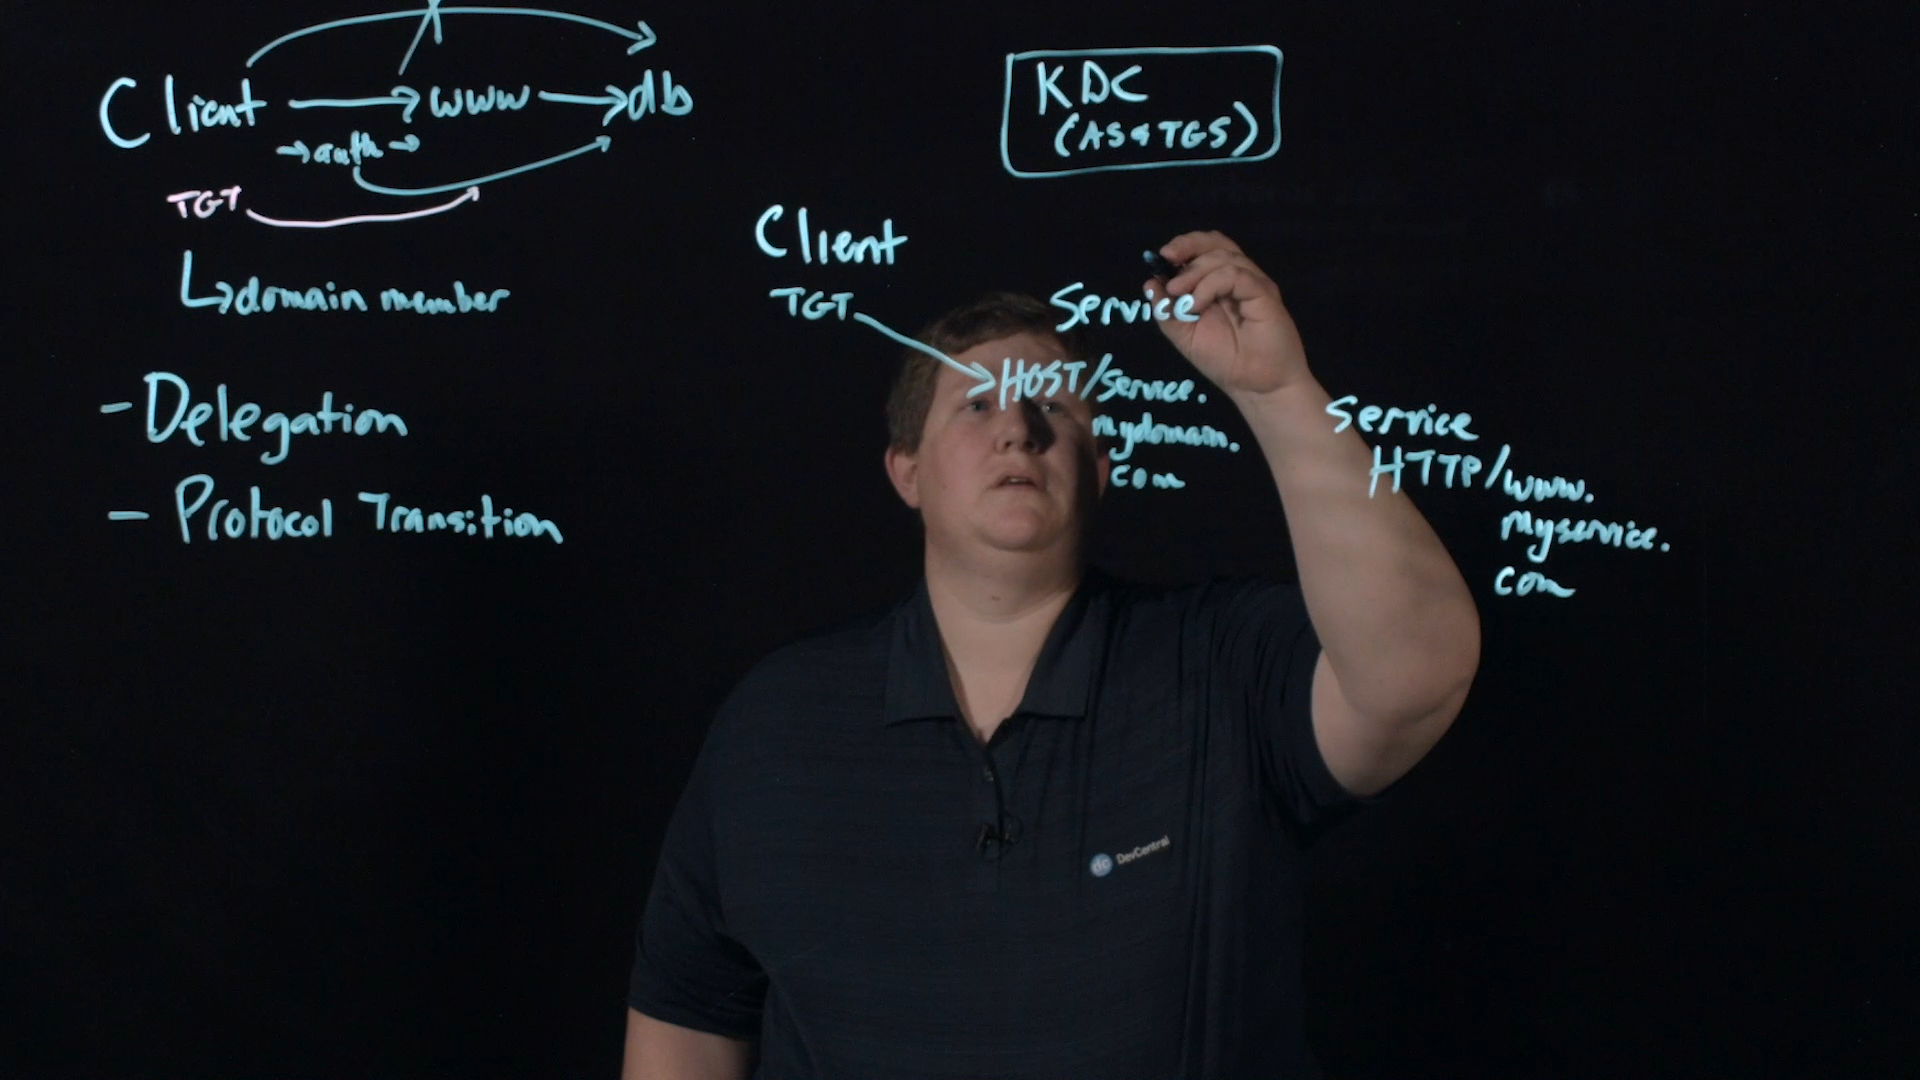 Client → www → db
→ auth →
TGT
↳ domain member
- Delegation
- Protocol Transition
KDC
(AS & TGS)
Client
TGT
Service
HOST/service.
mydomain.
com
Service
HTTP/www.
myservice.
com
dc DevCentral